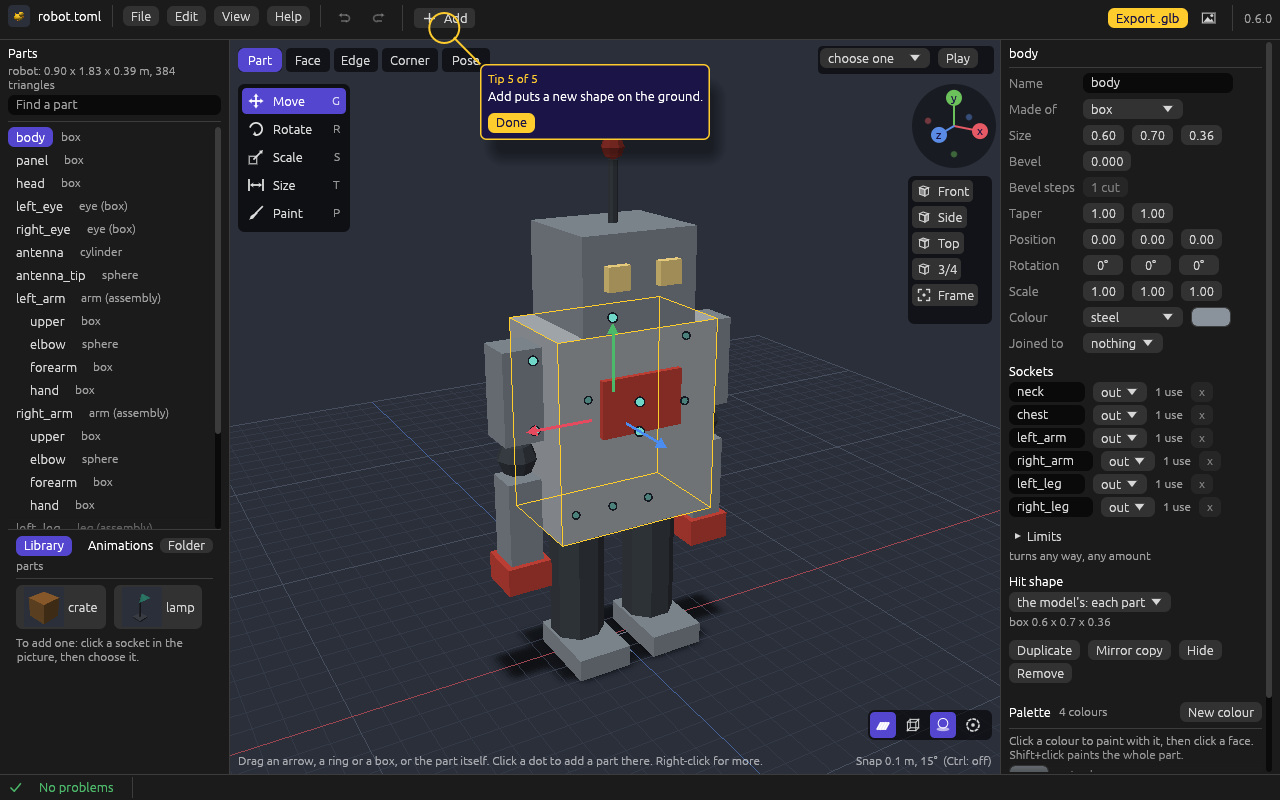 robot.toml File Edit View Help + Add Export .glb 0.6.0
Parts
robot: 0.90 x 1.83 x 0.39 m, 384
triangles
Find a part
body box
panel box
head box
left_eye eye (box)
right_eye eye (box)
antenna cylinder
antenna_tip sphere
left_arm arm (assembly)
upper box
elbow sphere
forearm box
hand box
right_arm arm (assembly)
upper box
elbow sphere
forearm box
hand box
left_leg leg (assembly)
Library Animations Folder
parts
crate lamp
To add one: click a socket in the
picture, then choose it.
Part Face Edge Corner Pose
Move G
Rotate R
Scale S
Size T
Paint P
Tip 5 of 5
Add puts a new shape on the ground.
Done
choose one Play
y
x
z
Front
Side
Top
3/4
Frame
Drag an arrow, a ring or a box, or the part itself. Click a dot to add a part there. Right-click for more.
Snap 0.1 m, 15° (Ctrl: off)
body
Name body
Made of box
Size 0.60 0.70 0.36
Bevel 0.000
Bevel steps 1 cut
Taper 1.00 1.00
Position 0.00 0.00 0.00
Rotation 0° 0° 0°
Scale 1.00 1.00 1.00
Colour steel
Joined to nothing
Sockets
neck out 1 use x
chest out 1 use x
left_arm out 1 use x
right_arm out 1 use x
left_leg out 1 use x
right_leg out 1 use x
Limits
turns any way, any amount
Hit shape
the model's: each part
box 0.6 x 0.7 x 0.36
Duplicate Mirror copy Hide
Remove
Palette 4 colours New colour
Click a colour to paint with it, then click a face.
Shift+click paints the whole part.
No problems